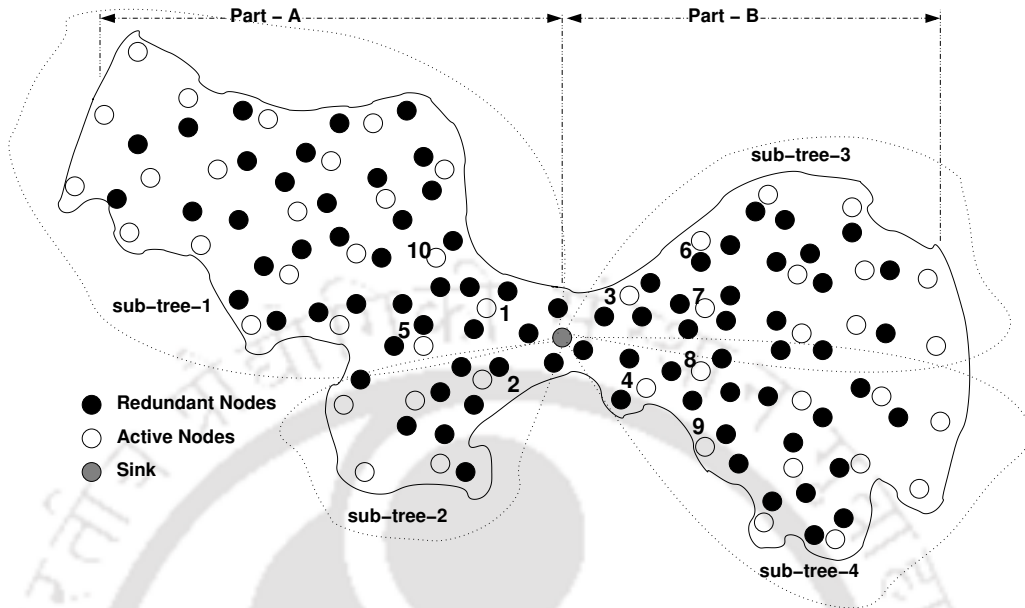 Part – A
Part – B
sub–tree–3
6
10
sub–tree–1
3
7
1
5
8
2
4
Redundant Nodes
9
Active Nodes
Sink
sub–tree–2
sub–tree–4